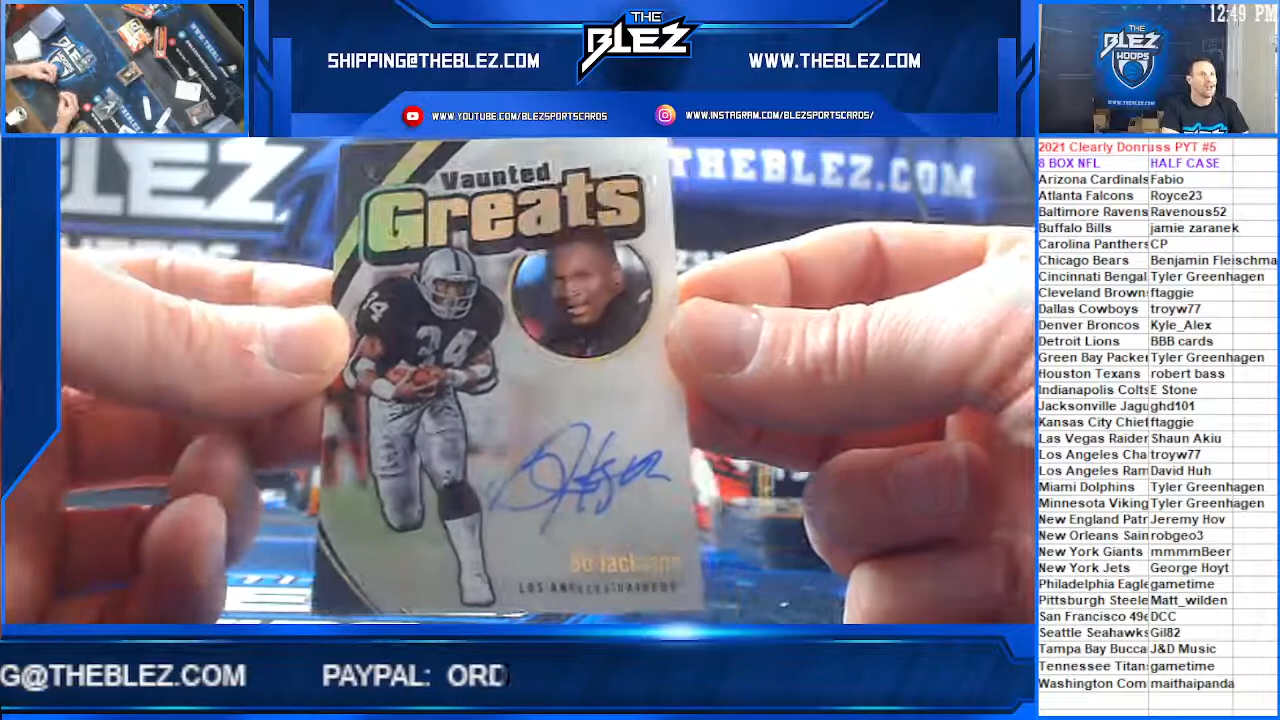 12:49 PM
THE
BLEZ
SHIPPING@THEBLEZ.COM
WWW.THEBLEZ.COM
WWW.YOUTUBE.COM/BLEZSPORTSCARDS
WWW.INSTAGRAM.COM/BLEZSPORTSCARDS/
THE
BLEZ
HOOPS
WWW.THEBLEZ.COM
THEBLEZ.COM
Vaunted
Greats
34
34
Bo Jackson
LOS ANGELES RAIDERS
G@THEBLEZ.COM PAYPAL: ORD
2021 Clearly Donruss PYT #5
8 BOX NFL HALF CASE
Arizona Cardinals Fabio
Atlanta Falcons Royce23
Baltimore Ravens Ravenous52
Buffalo Bills jamie zaranek
Carolina Panthers CP
Chicago Bears Benjamin Fleischma
Cincinnati Bengal Tyler Greenhagen
Cleveland Browns ftaggie
Dallas Cowboys troyw77
Denver Broncos Kyle_Alex
Detroit Lions BBB cards
Green Bay Packer Tyler Greenhagen
Houston Texans robert bass
Indianapolis Colts E Stone
Jacksonville Jagu ghd101
Kansas City Chief ftaggie
Las Vegas Raider Shaun Akiu
Los Angeles Cha troyw77
Los Angeles Ram David Huh
Miami Dolphins Tyler Greenhagen
Minnesota Viking Tyler Greenhagen
New England Patr Jeremy Hov
New Orleans Sain robgeo3
New York Giants mmmmBeer
New York Jets George Hoyt
Philadelphia Eagle gametime
Pittsburgh Steele Matt_wilden
San Francisco 49e DCC
Seattle Seahawks Gil82
Tampa Bay Bucca J&D Music
Tennessee Titan gametime
Washington Com maithaipanda